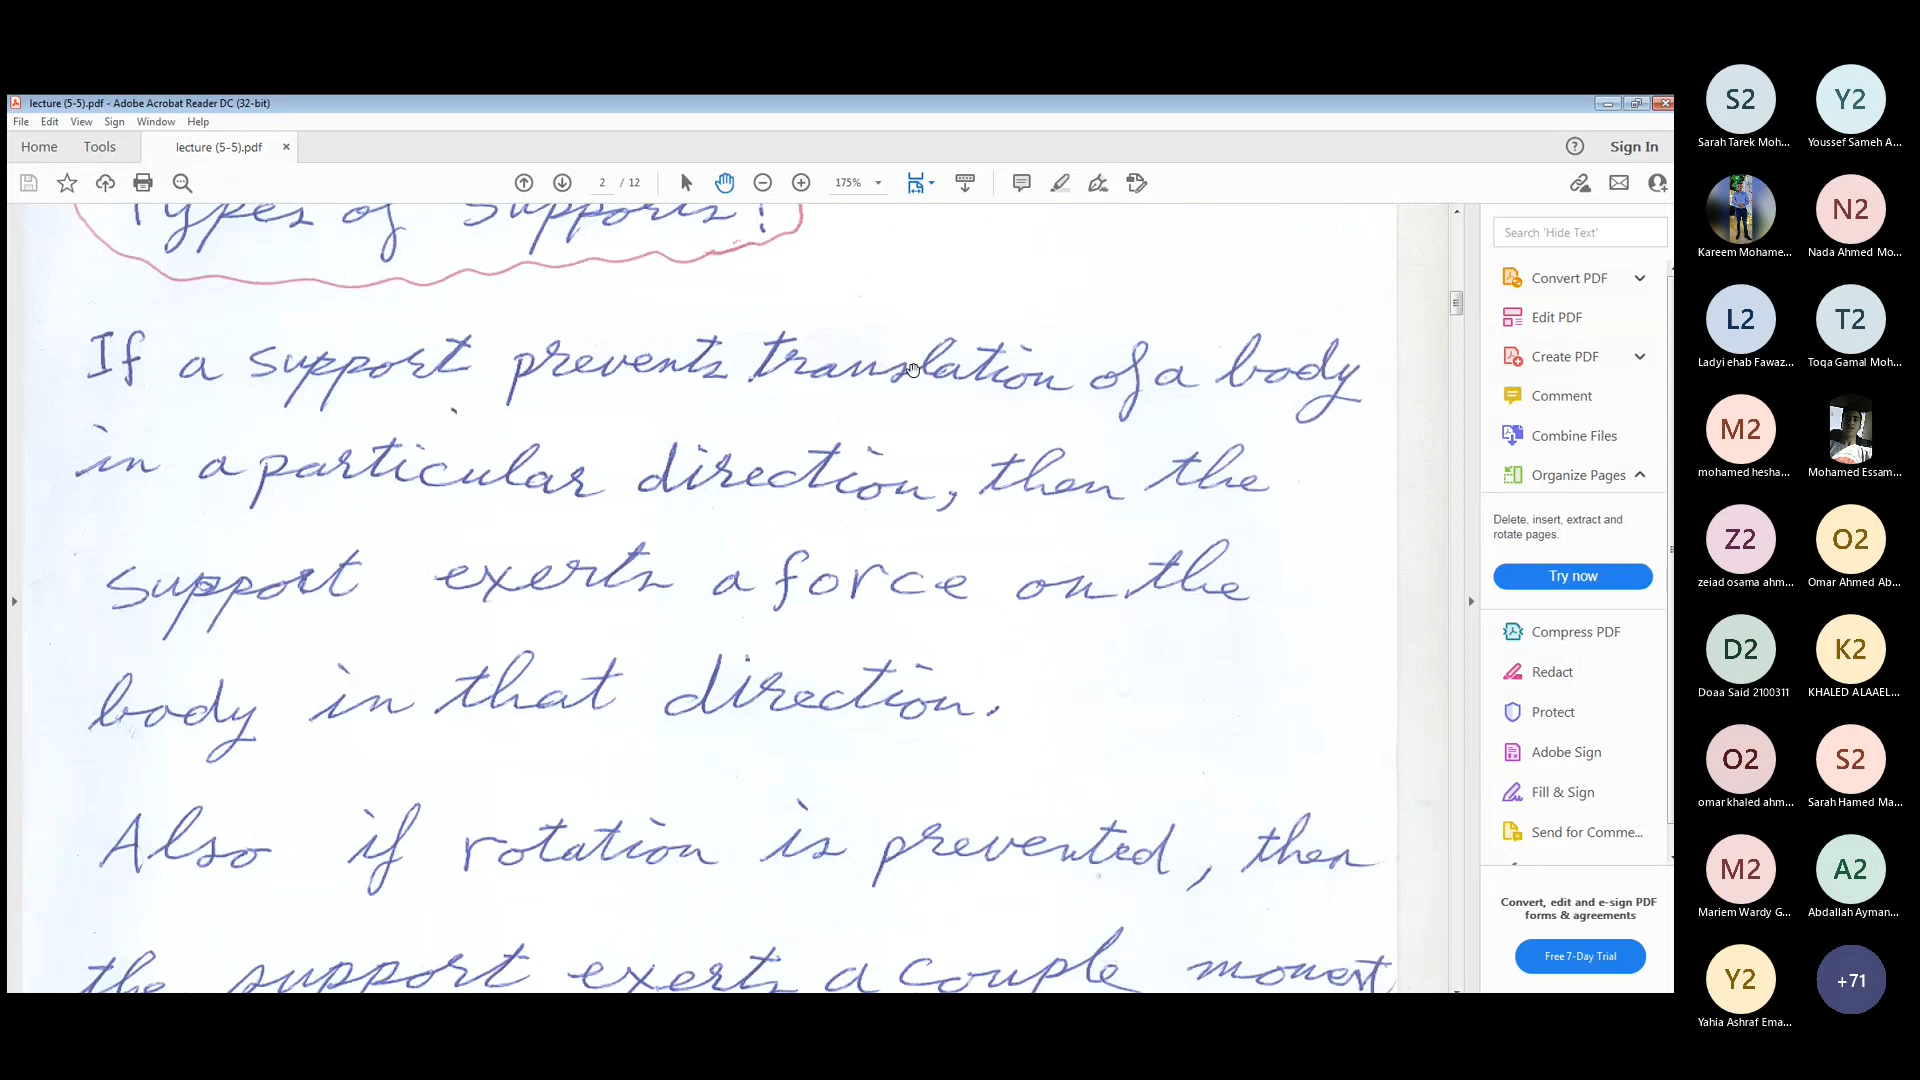 lecture (5-5).pdf - Adobe Acrobat Reader DC (32-bit)
File Edit View Sign Window Help
Home Tools lecture (5-5).pdf × Sign In
2 / 12 175%
Types of Supports:
If a support prevents translation of a body
in a particular direction, then the
support exerts a force on the
body in that direction.
Also if rotation is prevented, then
the support exerts a couple moment
Search 'Hide Text'
Convert PDF
Edit PDF
Create PDF
Comment
Combine Files
Organize Pages
Delete, insert, extract and
rotate pages.
Try now
Compress PDF
Redact
Protect
Adobe Sign
Fill & Sign
Send for Comme...
Convert, edit and e-sign PDF
forms & agreements
Free 7-Day Trial
S2 Y2
Sarah Tarek Moh... Youssef Sameh A...
N2
Kareem Mohame... Nada Ahmed Mo...
L2 T2
Ladyi ehab Fawaz... Toqa Gamal Moh...
M2
mohamed hesha... Mohamed Essam...
Z2 O2
zeiad osama ahm... Omar Ahmed Ab...
D2 K2
Doaa Said 2100311 KHALED ALAAEL...
O2 S2
omar khaled ahm... Sarah Hamed Ma...
M2 A2
Mariem Wardy G... Abdallah Ayman...
Y2 +71
Yahia Ashraf Ema...